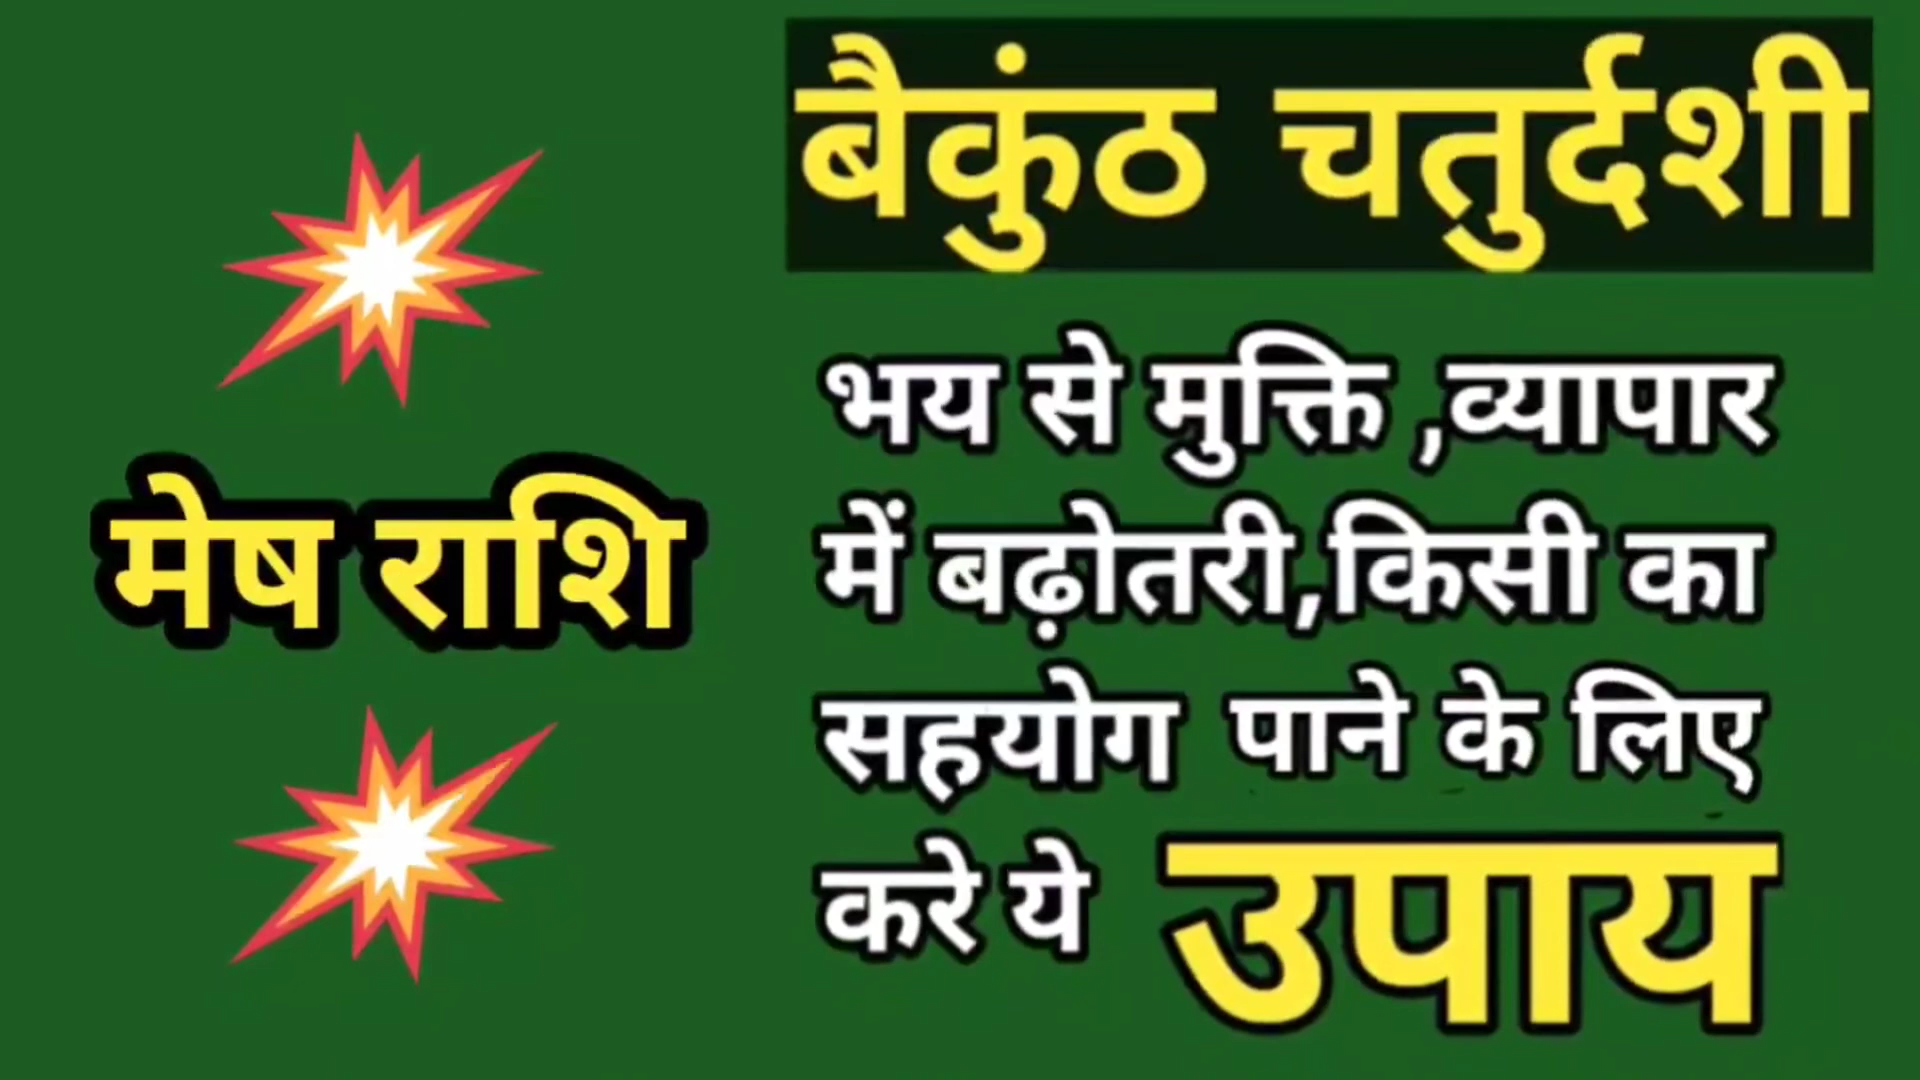 बैकुंठ चतुर्दशी
भय से मुक्ति ,व्यापार
में बढ़ोतरी,किसी का
सहयोग पाने के लिए
करे ये उपाय
मेष राशि